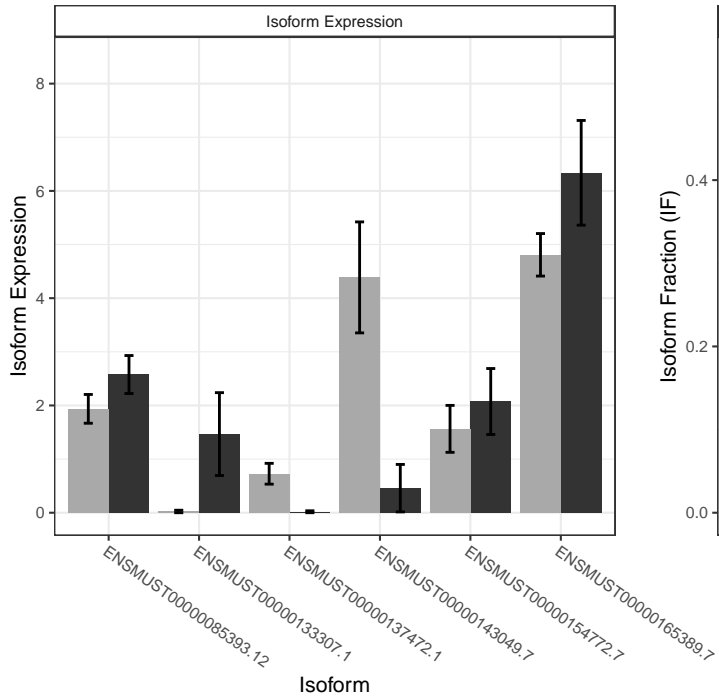 Isoform Expression
Isoform Expression
8
6
4
2
0
ENSMUST00000085393.12
ENSMUST00000133307.1
ENSMUST00000137472.1
ENSMUST00000143049.7
ENSMUST00000154772.7
ENSMUST00000165389.7
Isoform
Isoform Fraction (IF)
0.4
0.2
0.0